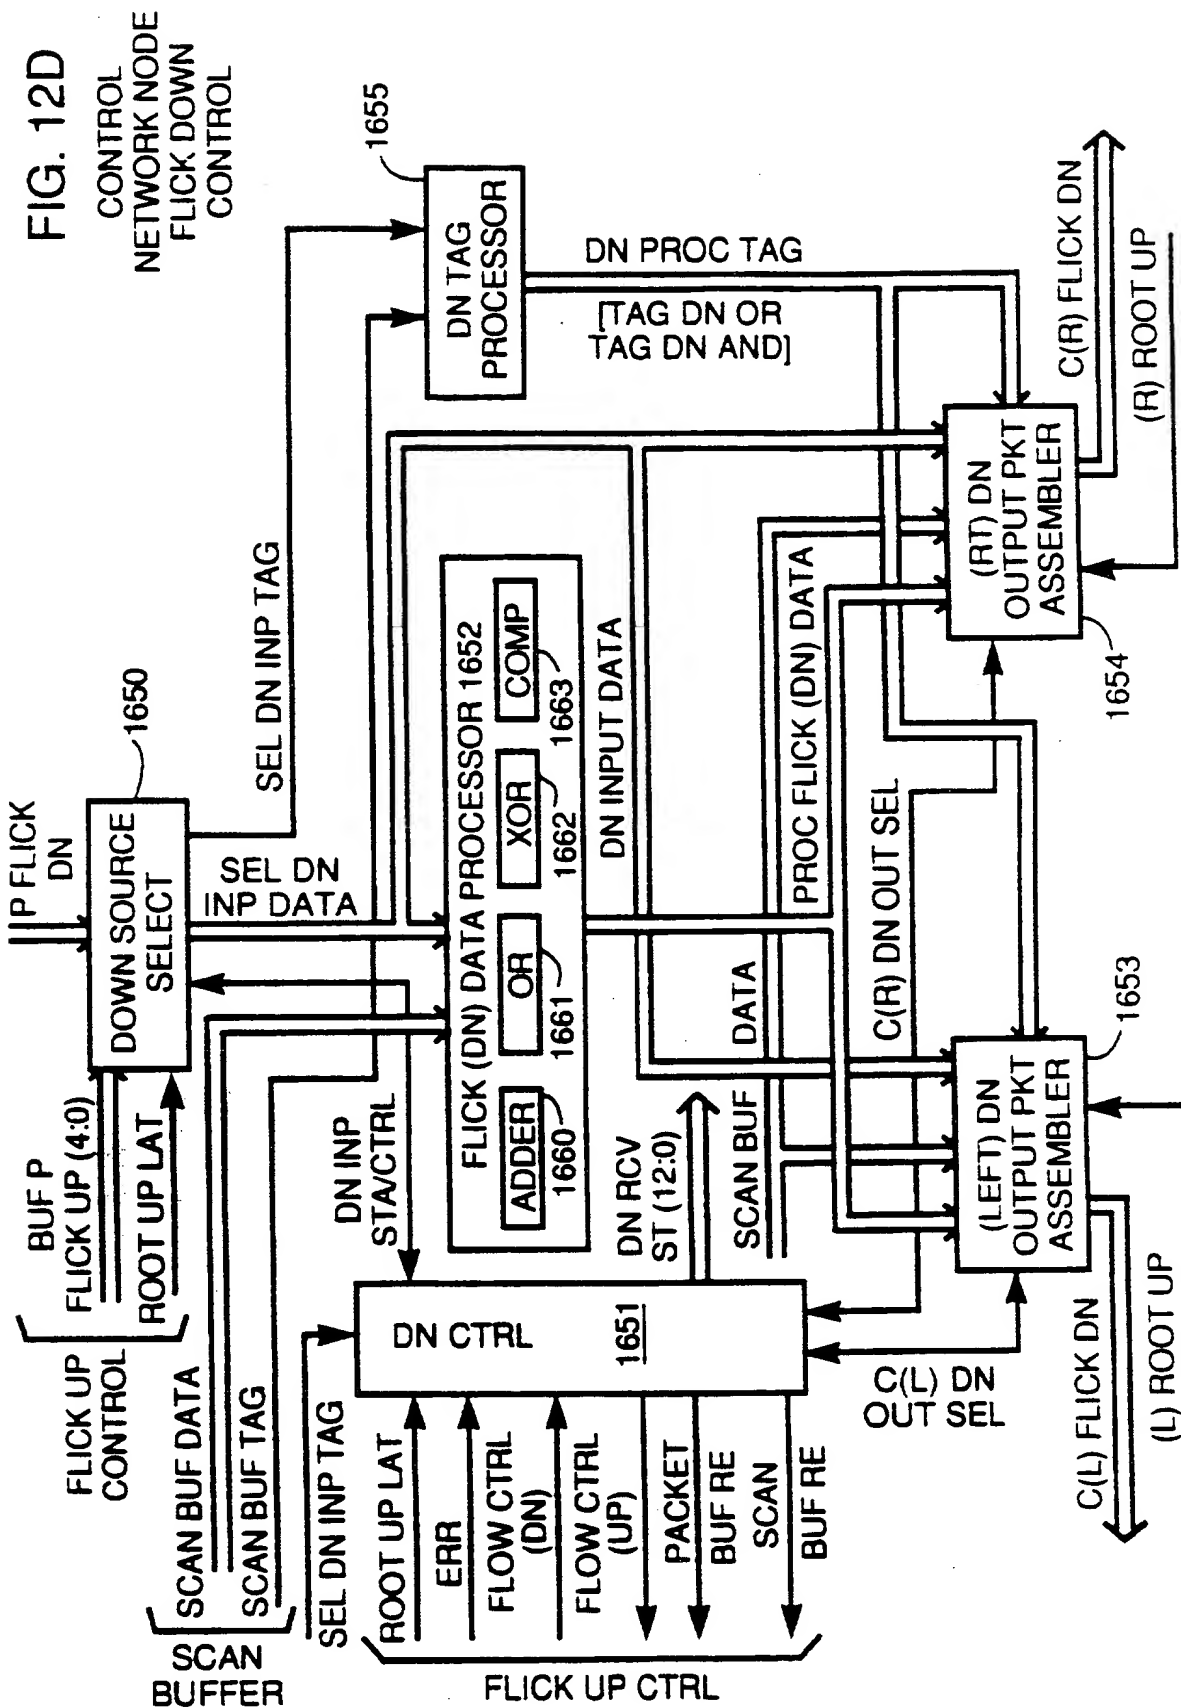 FIG. 12D
CONTROL
NETWORK NODE
FLICK DOWN
CONTROL
P FLICK
DN
BUF P
FLICK UP (4:0)
ROOT UP LAT
FLICK UP
CONTROL
DOWN SOURCE
SELECT
1650
SEL DN
INP DATA
SEL DN INP TAG
SCAN BUF DATA
SCAN BUF TAG
SCAN
BUFFER
DN TAG
PROCESSOR
1655
DN PROC TAG
[TAG DN OR
TAG DN AND]
SEL DN INP TAG
DN INP
STA/CTRL
FLICK (DN) DATA PROCESSOR 1652
ADDER
OR
XOR
COMP
1660
1661
1662
1663
DN CTRL
1651
ROOT UP LAT
ERR
FLOW CTRL
(DN)
FLOW CTRL
(UP)
PACKET
BUF RE
SCAN
BUF RE
FLICK UP CTRL
DN RCV
ST (12:0)
DN INPUT DATA
SCAN BUF DATA
PROC FLICK (DN) DATA
C(R) DN OUT SEL
C(L) DN
OUT SEL
(LEFT) DN
OUTPUT PKT
ASSEMBLER
1653
(RT) DN
OUTPUT PKT
ASSEMBLER
1654
C(L) FLICK DN
(L) ROOT UP
C(R) FLICK DN
(R) ROOT UP